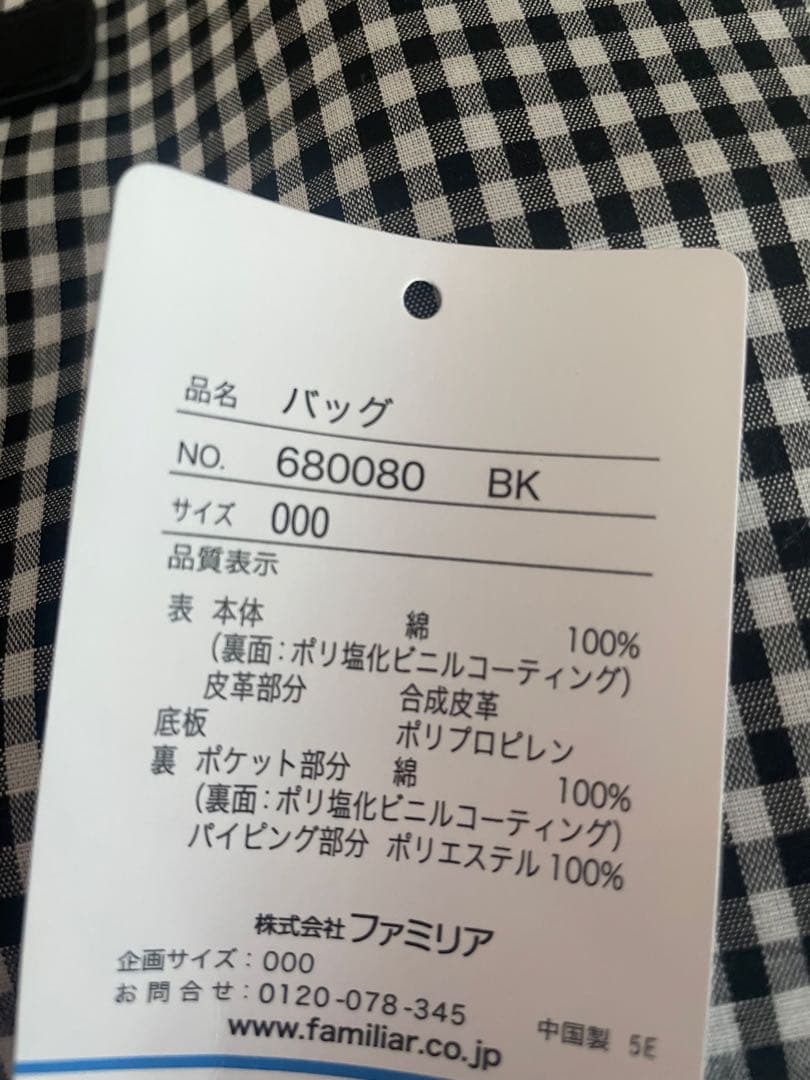 品名 バッグ
NO. 680080 BK
サイズ 000
品質表示
表 本体 綿 100%
(裏面:ポリ塩化ビニルコーティング)
皮革部分 合成皮革
底板 ポリプロピレン
裏 ポケット部分 綿 100%
(裏面:ポリ塩化ビニルコーティング)
パイピング部分 ポリエステル100%
株式会社 ファミリア
企画サイズ:000
お問合せ:0120-078-345
www.familiar.co.jp
中国製 5E